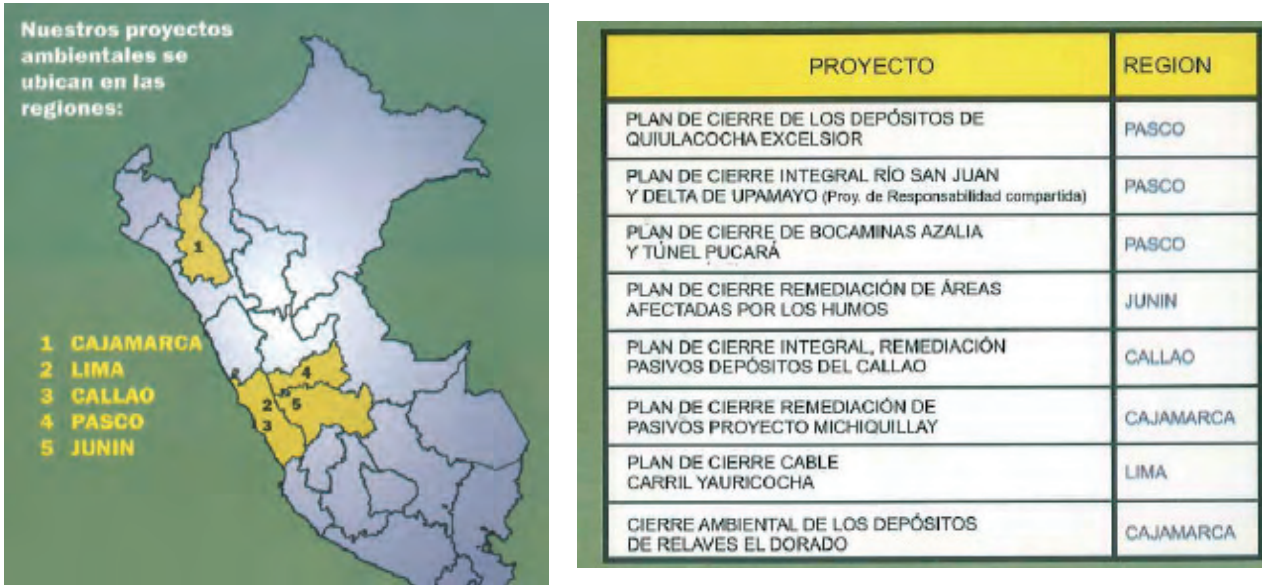 Nuestros proyectos
ambientales se
ubican en las
regiones:
1 CAJAMARCA
2 LIMA
3 CALLAO
4 PASCO
5 JUNIN
1
4
2
5
3
PROYECTO REGION
PLAN DE CIERRE DE LOS DEPÓSITOS DE
QUIULACOCHA EXCELSIOR
PASCO
PLAN DE CIERRE INTEGRAL RÍO SAN JUAN
Y DELTA DE UPAMAYO (Proy. de Responsabilidad compartida)
PASCO
PLAN DE CIERRE DE BOCAMINAS AZALIA
Y TÚNEL PUCARÁ
PASCO
PLAN DE CIERRE REMEDIACIÓN DE ÁREAS
AFECTADAS POR LOS HUMOS
JUNIN
PLAN DE CIERRE INTEGRAL, REMEDIACIÓN
PASIVOS DEPÓSITOS DEL CALLAO
CALLAO
PLAN DE CIERRE REMEDIACIÓN DE
PASIVOS PROYECTO MICHIQUILLAY
CAJAMARCA
PLAN DE CIERRE CABLE
CARRIL YAURICOCHA
LIMA
CIERRE AMBIENTAL DE LOS DEPÓSITOS
DE RELAVES EL DORADO
CAJAMARCA